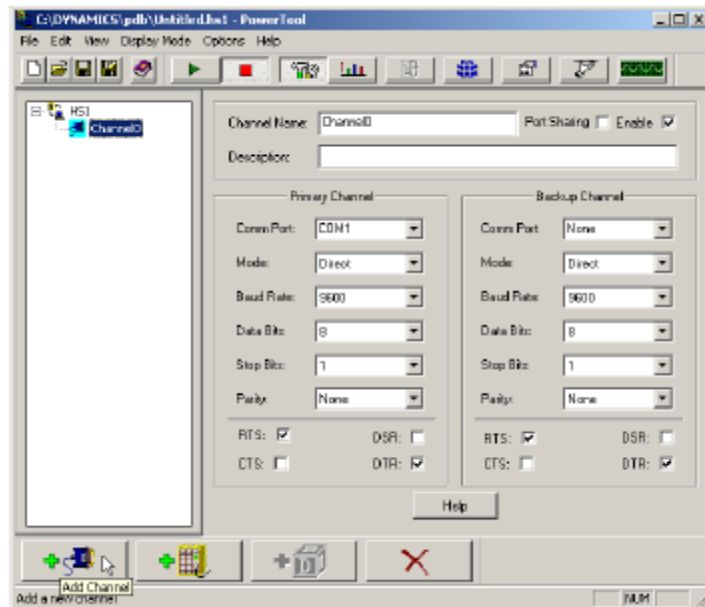 C:\DYNAMICS\pdb\Untitled.hs1 - PowerTool
File Edit View Display Mode Options Help
HSI
Channel0
Channel Name: Channel0 Port Sharing Enable
Description:
Primary Channel
Comm Port: COM1
Mode: Direct
Baud Rate: 9600
Data Bits: 8
Stop Bits: 1
Parity: None
RTS: DSR:
CTS: DTR:
Backup Channel
Comm Port None
Mode: Direct
Baud Rate: 9600
Data Bits: 8
Stop Bits: 1
Parity: None
RTS: DSR:
CTS: DTR:
Help
D
Add Channel
Add a new channel
NUM